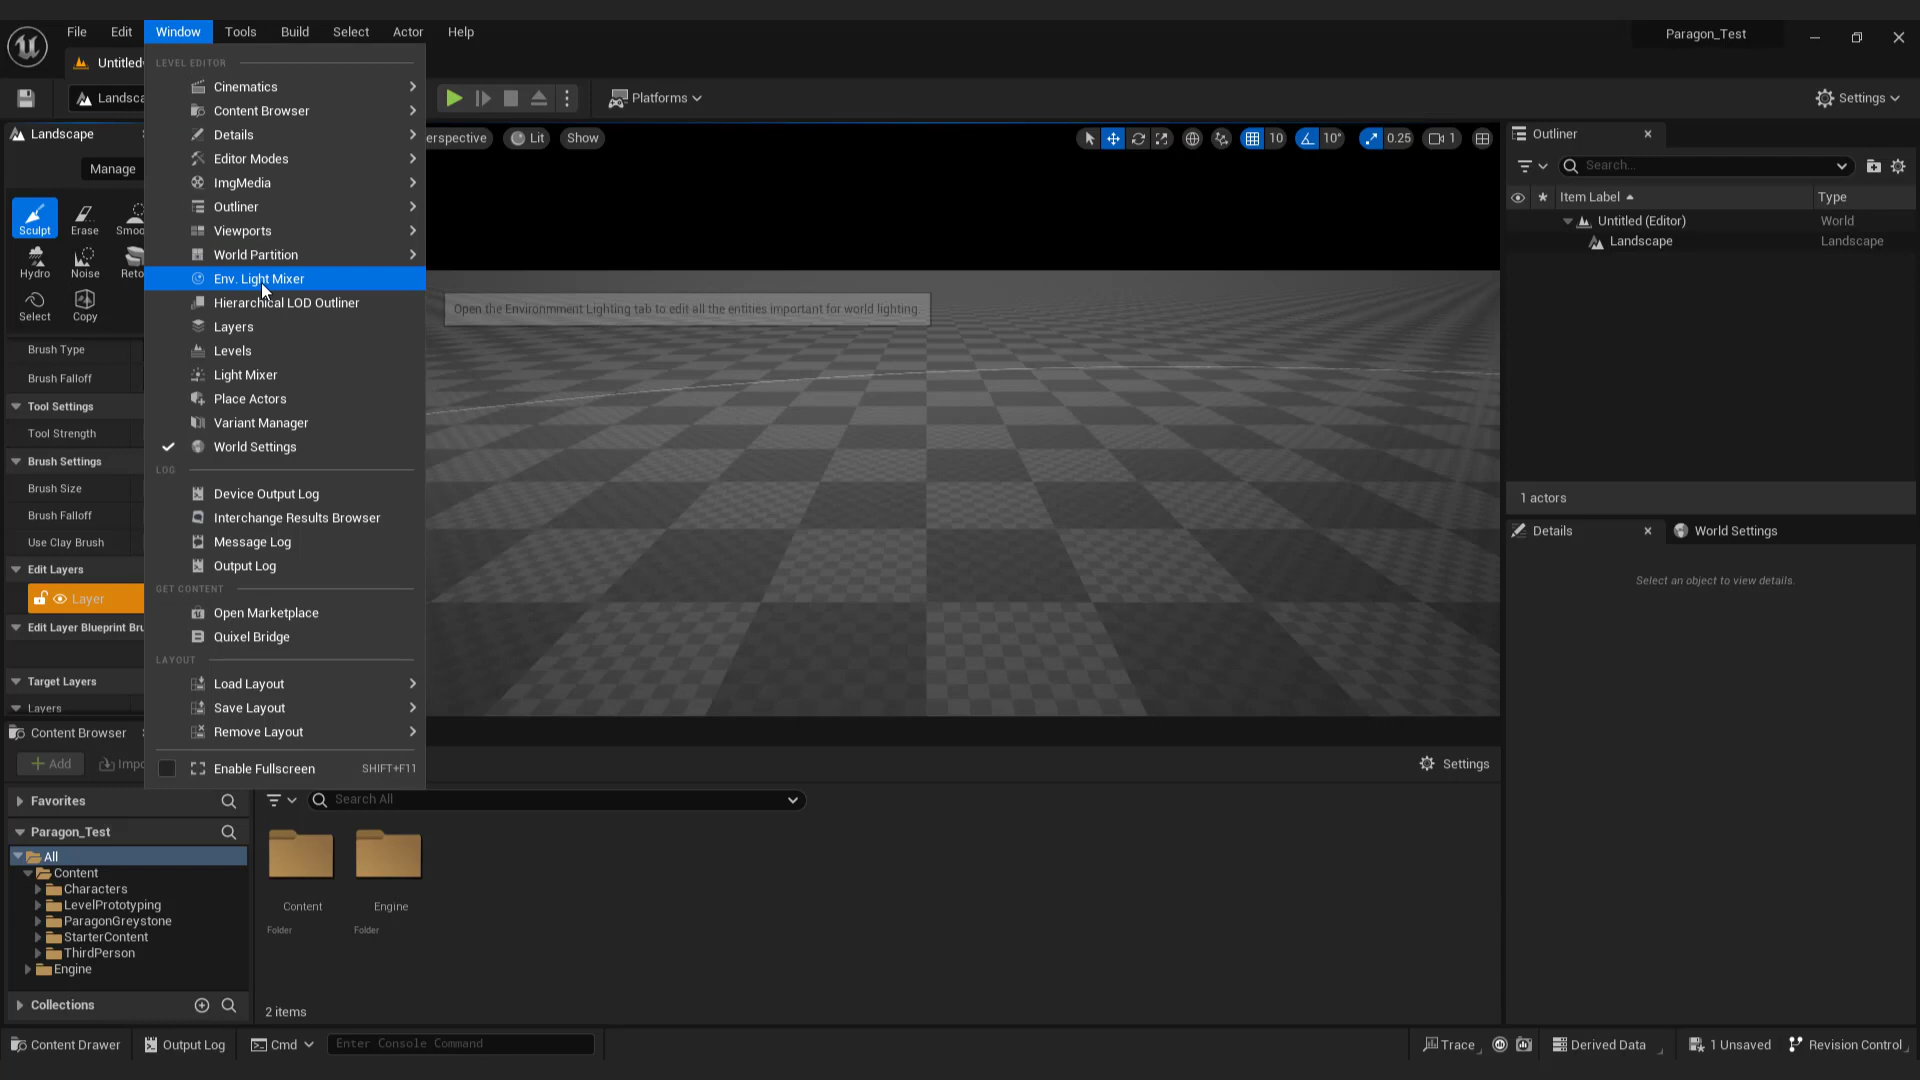 File Edit Window Tools Build Select Actor Help
Paragon_Test
Untitled
Landsca
Platforms
Settings
LEVEL EDITOR
Cinematics
Content Browser
Details
Editor Modes
ImgMedia
Outliner
Viewports
World Partition
Env. Light Mixer
Hierarchical LOD Outliner
Layers
Levels
Light Mixer
Place Actors
Variant Manager
World Settings
LOG
Device Output Log
Interchange Results Browser
Message Log
Output Log
GET CONTENT
Open Marketplace
Quixel Bridge
LAYOUT
Load Layout
Save Layout
Remove Layout
Enable Fullscreen SHIFT+F11
Open the Environmment Lighting tab to edit all the entities important for world lighting.
Landscape
Manage
Sculpt Erase Smoo
Hydro Noise Reto
Select Copy
Brush Type
Brush Falloff
Tool Settings
Tool Strength
Brush Settings
Brush Size
Brush Falloff
Use Clay Brush
Edit Layers
Layer
Edit Layer Blueprint Bru
Target Layers
Layers
erspective Lit Show
10 10° 0.25 1
Outliner
Search...
Item Label Type
Untitled (Editor) World
Landscape Landscape
1 actors
Details World Settings
Select an object to view details.
Content Browser
Add Impo
Settings
Favorites
Paragon_Test
All
Content
Characters
LevelPrototyping
ParagonGreystone
StarterContent
ThirdPerson
Engine
Collections
Search All
Content Engine
Folder Folder
2 items
Content Drawer Output Log Cmd Enter Console Command
Trace Derived Data 1 Unsaved Revision Control